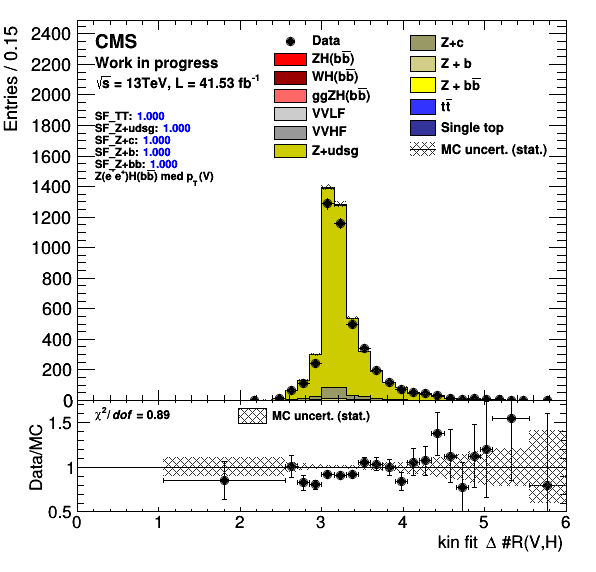 CMS
Work in progress
√s = 13TeV, L = 41.53 fb⁻¹
SF_TT: 1.000
SF_Z+udsg: 1.000
SF_Z+c: 1.000
SF_Z+b: 1.000
SF_Z+bb: 1.000
Z(e⁻e⁺)H(bb̅) med p_T(V)
Data
ZH(bb̅)
WH(bb̅)
ggZH(bb̅)
VVLF
VVHF
Z+udsg
Z+c
Z + b
Z + bb̅
tt̅
Single top
MC uncert. (stat.)
Entries / 0.15
2400
2200
2000
1800
1600
1400
1200
1000
800
600
400
200
0
χ²/dof = 0.89
MC uncert. (stat.)
Data/MC
1.5
1
0.5
0 1 2 3 4 5 6
kin fit Δ #R(V,H)